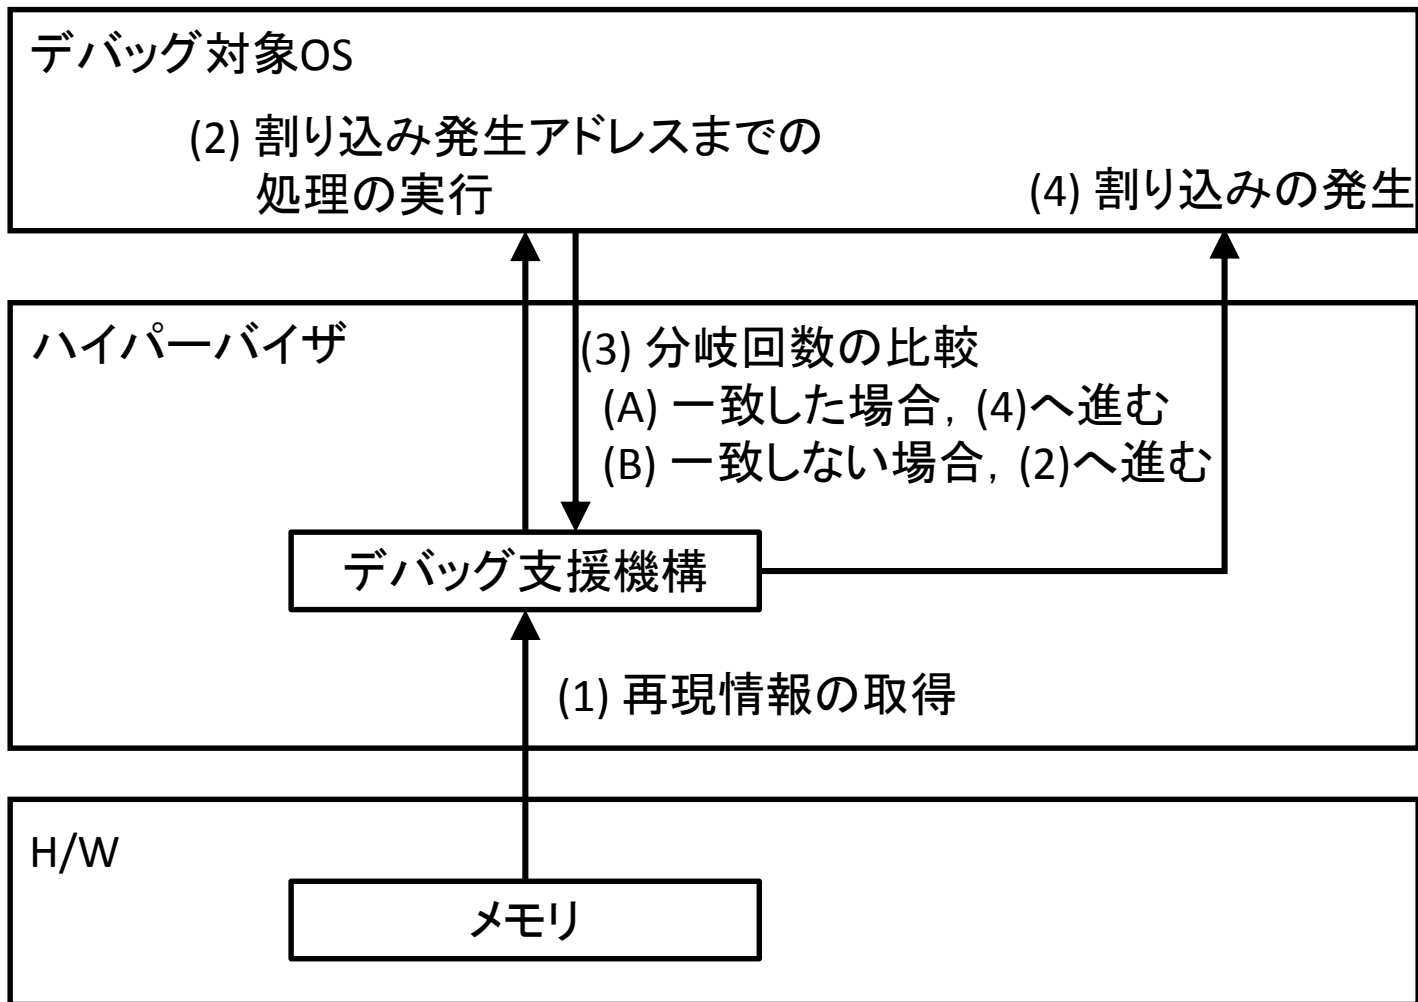 デバッグ対象OS
(2) 割り込み発生アドレスまでの
処理の実行
(4) 割り込みの発生
ハイパーバイザ
(3) 分岐回数の比較
(A) 一致した場合，(4)へ進む
(B) 一致しない場合，(2)へ進む
デバッグ支援機構
(1) 再現情報の取得
H/W
メモリ